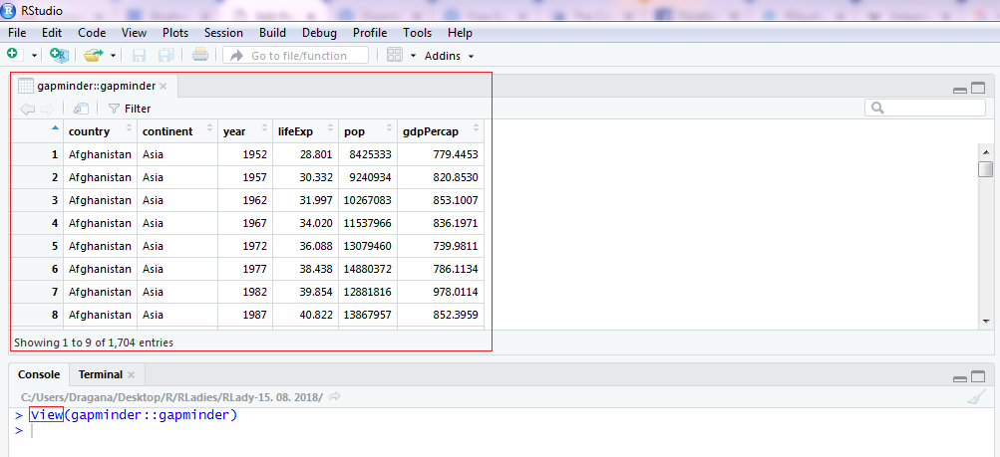 RStudio
File Edit Code View Plots Session Build Debug Profile Tools Help
Go to file/function Addins
gapminder::gapminder
Filter
country continent year lifeExp pop gdpPercap
1 Afghanistan Asia 1952 28.801 8425333 779.4453
2 Afghanistan Asia 1957 30.332 9240934 820.8530
3 Afghanistan Asia 1962 31.997 10267083 853.1007
4 Afghanistan Asia 1967 34.020 11537966 836.1971
5 Afghanistan Asia 1972 36.088 13079460 739.9811
6 Afghanistan Asia 1977 38.438 14880372 786.1134
7 Afghanistan Asia 1982 39.854 12881816 978.0114
8 Afghanistan Asia 1987 40.822 13867957 852.3959
Showing 1 to 9 of 1,704 entries
Console Terminal
C:/Users/Dragana/Desktop/R/RLadies/RLady-15. 08. 2018/
> View(gapminder::gapminder)
>